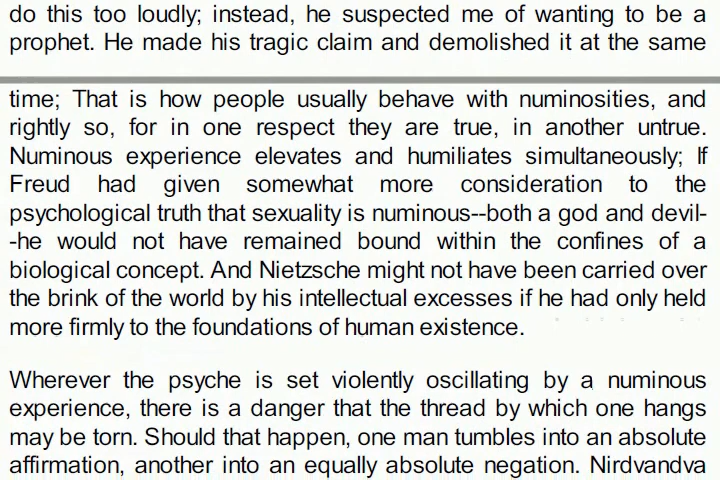 do this too loudly; instead, he suspected me of wanting to be a
prophet. He made his tragic claim and demolished it at the same
time; That is how people usually behave with numinosities, and
rightly so, for in one respect they are true, in another untrue.
Numinous experience elevates and humiliates simultaneously; If
Freud had given somewhat more consideration to the
psychological truth that sexuality is numinous--both a god and devil-
-he would not have remained bound within the confines of a
biological concept. And Nietzsche might not have been carried over
the brink of the world by his intellectual excesses if he had only held
more firmly to the foundations of human existence.
Wherever the psyche is set violently oscillating by a numinous
experience, there is a danger that the thread by which one hangs
may be torn. Should that happen, one man tumbles into an absolute
affirmation, another into an equally absolute negation. Nirdvandva